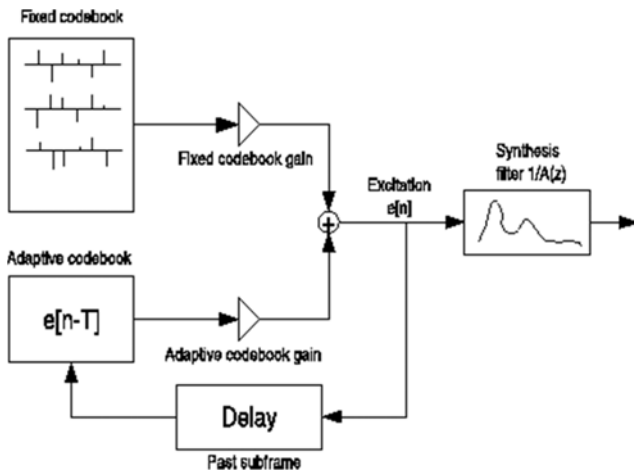 Fixed codebook
Fixed codebook gain
Synthesis
filter 1/A(z)
Excitation
e[n]
+
Adaptive codebook
e[n-T]
Adaptive codebook gain
Delay
Past subframe